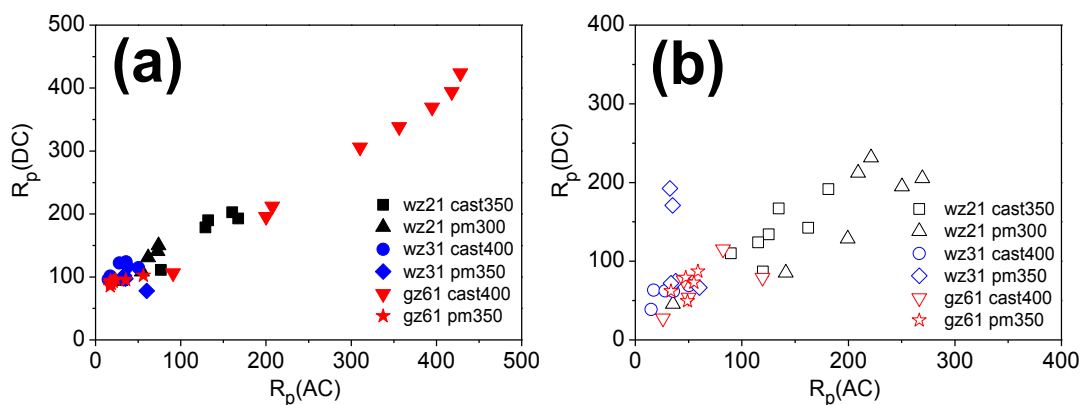 (a)
500
400
300
200
100
0
R_p(DC)
0
100
200
300
400
500
R_p(AC)
wz21 cast350
wz21 pm300
wz31 cast400
wz31 pm350
gz61 cast400
gz61 pm350
(b)
400
300
200
100
0
R_p(DC)
0
100
200
300
400
R_p(AC)
wz21 cast350
wz21 pm300
wz31 cast400
wz31 pm350
gz61 cast400
gz61 pm350